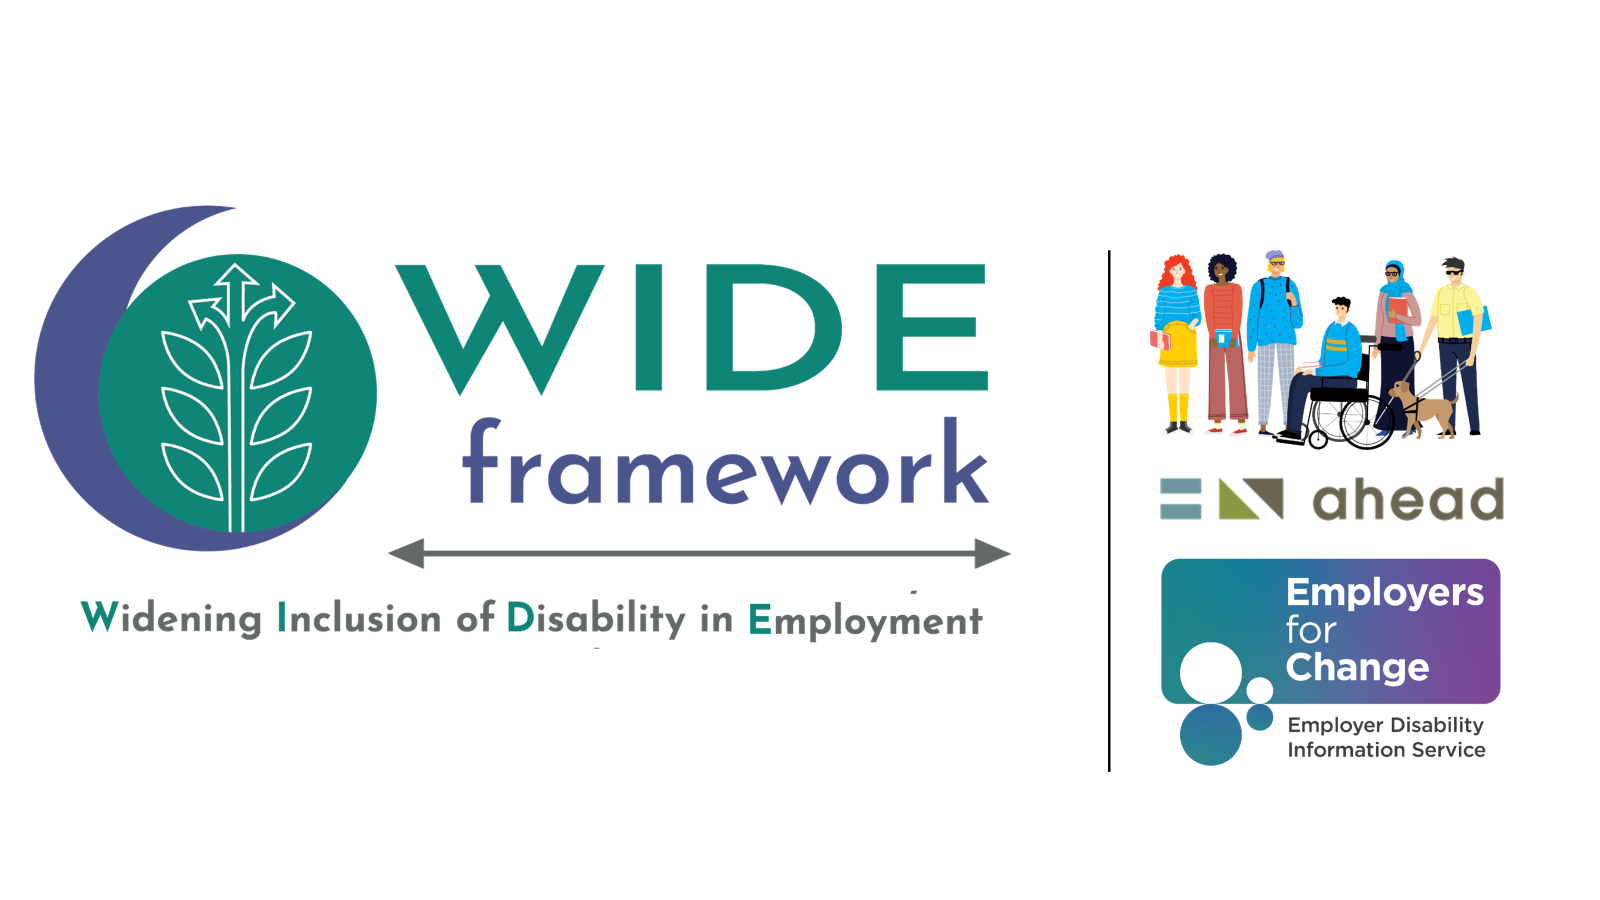 WIDE
framework
Widening Inclusion of Disability in Employment
ahead
Employers
for
Change
Employer Disability
Information Service